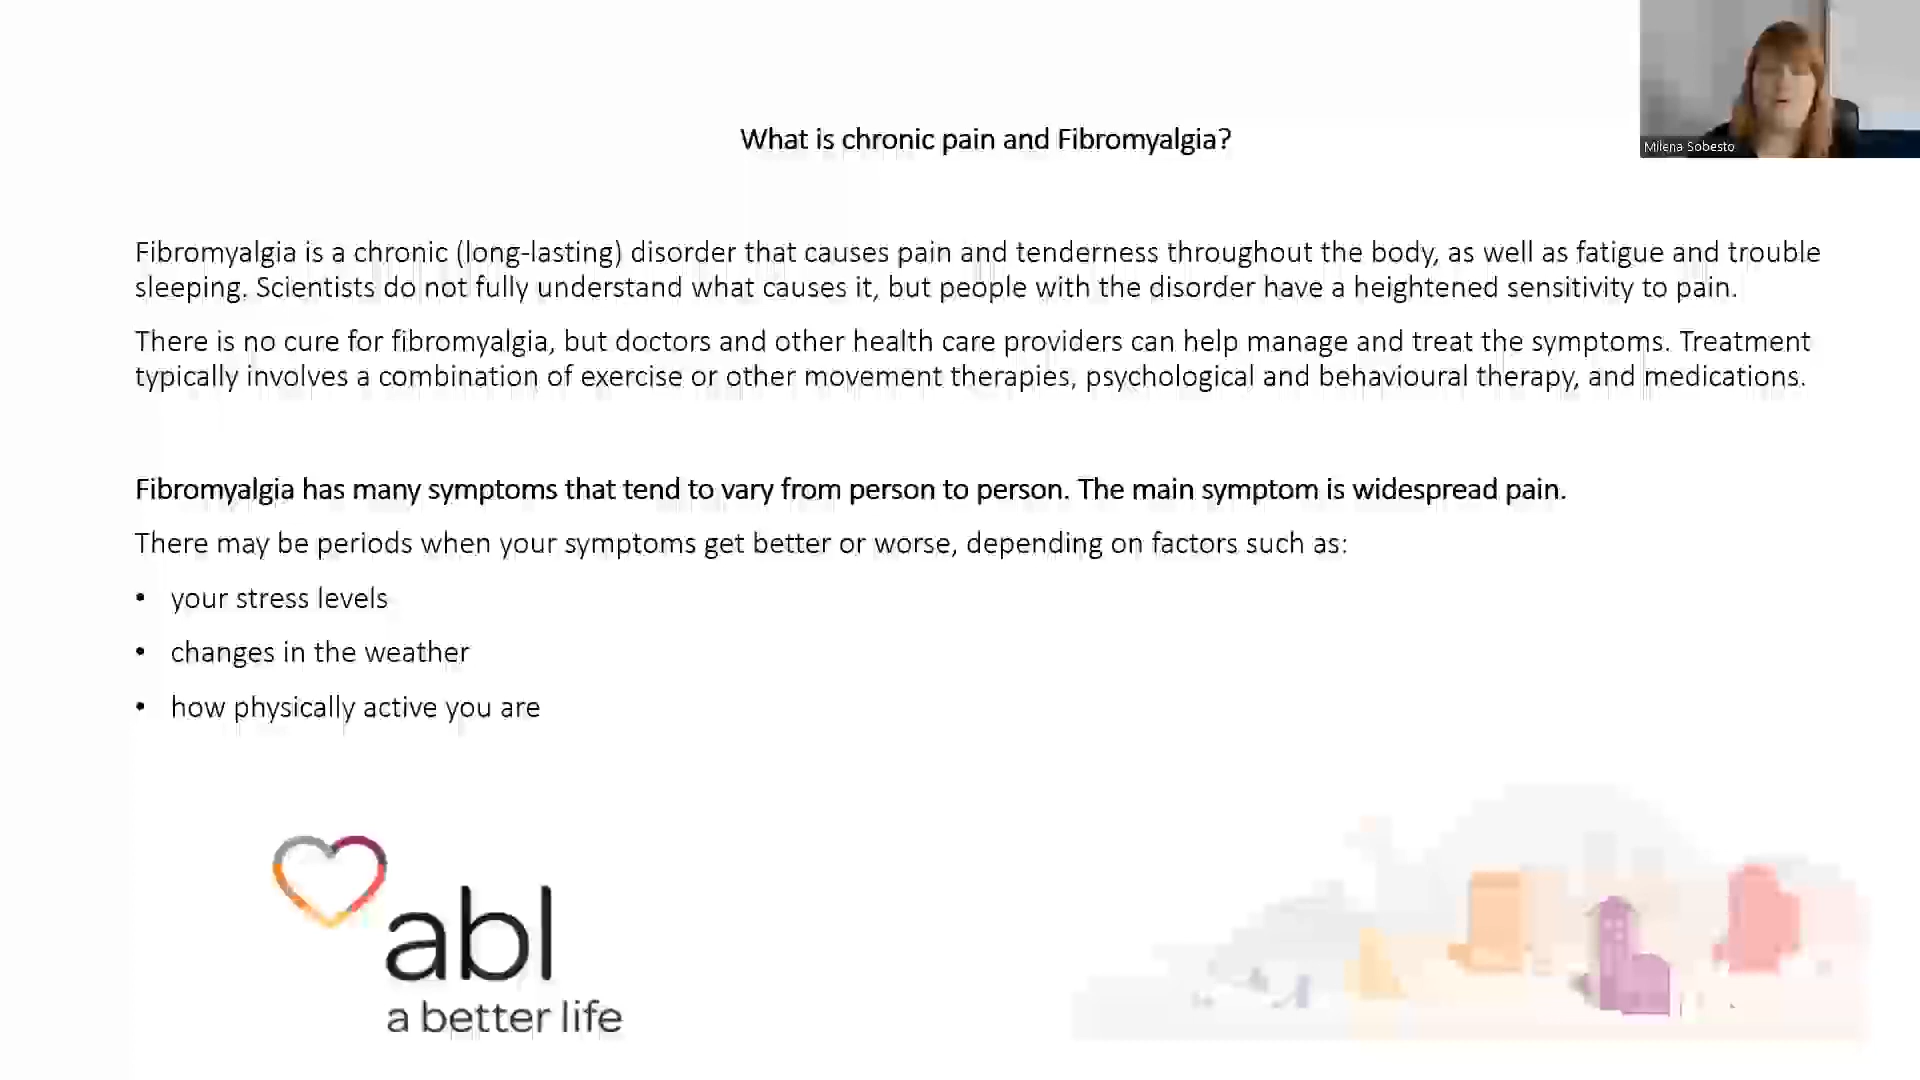 What is chronic pain and Fibromyalgia?
Milena Sobesto
Fibromyalgia is a chronic (long-lasting) disorder that causes pain and tenderness throughout the body, as well as fatigue and trouble
sleeping. Scientists do not fully understand what causes it, but people with the disorder have a heightened sensitivity to pain.
There is no cure for fibromyalgia, but doctors and other health care providers can help manage and treat the symptoms. Treatment
typically involves a combination of exercise or other movement therapies, psychological and behavioural therapy, and medications.
Fibromyalgia has many symptoms that tend to vary from person to person. The main symptom is widespread pain.
There may be periods when your symptoms get better or worse, depending on factors such as:
• your stress levels
• changes in the weather
• how physically active you are
abl
a better life